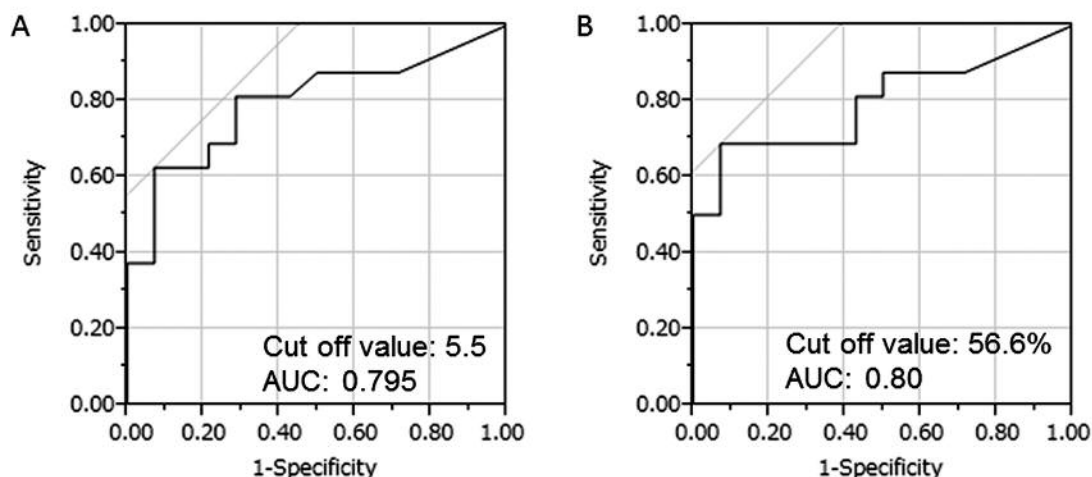 A
1.00
0.80
0.60
0.40
0.20
0.00
Sensitivity
Cut off value: 5.5
AUC: 0.795
0.00 0.20 0.40 0.60 0.80 1.00
1-Specificity
B
1.00
0.80
0.60
0.40
0.20
0.00
Sensitivity
Cut off value: 56.6%
AUC: 0.80
0.00 0.20 0.40 0.60 0.80 1.00
1-Specificity